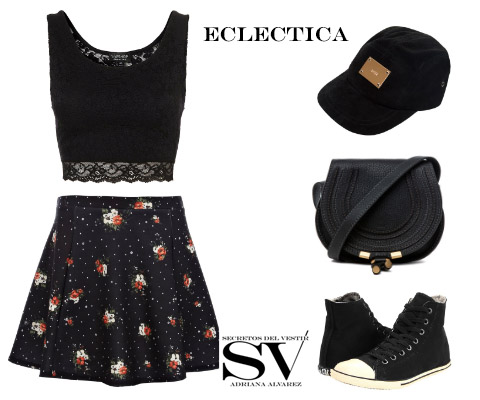 ECLECTICA
SECRETOS DEL VESTIR
SV
ADRIANA ALVAREZ